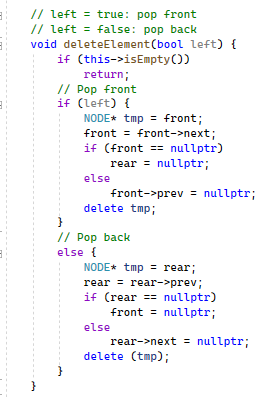 // left = true: pop front
// left = false: pop back
void deleteElement(bool left) {
    if (this->isEmpty())
        return;
    // Pop front
    if (left) {
        NODE* tmp = front;
        front = front->next;
        if (front == nullptr)
            rear = nullptr;
        else
            front->prev = nullptr;
        delete tmp;
    }
    // Pop back
    else {
        NODE* tmp = rear;
        rear = rear->prev;
        if (rear == nullptr)
            front = nullptr;
        else
            rear->next = nullptr;
        delete (tmp);
    }
}